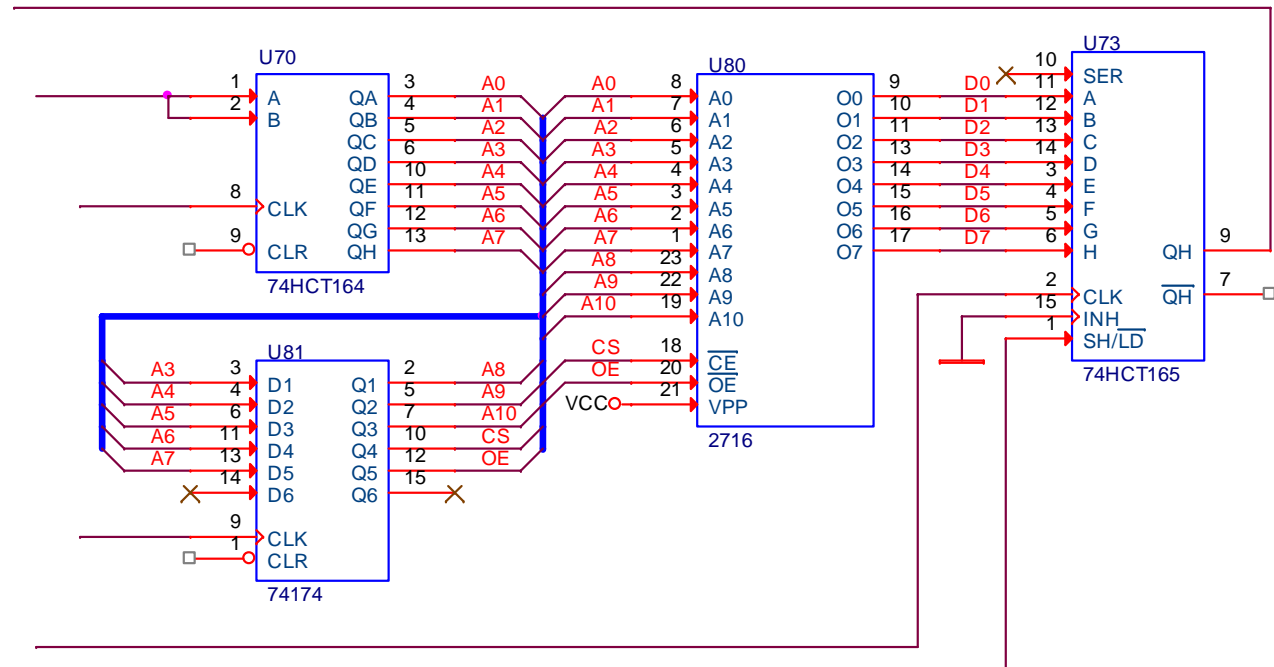 U70
1 A QA 3 A0
2 B QB 4 A1
QC 5 A2
QD 6 A3
QE 10 A4
8 CLK QF 11 A5
QG 12 A6
9 CLR QH 13 A7
74HCT164
U80
A0 8 A0 O0 9 D0
A1 7 A1 O1 10 D1
A2 6 A2 O2 11 D2
A3 5 A3 O3 13 D3
A4 4 A4 O4 14 D4
A5 3 A5 O5 15 D5
A6 2 A6 O6 16 D6
A7 1 A7 O7 17 D7
A8 23 A8
A9 22 A9
A10 19 A10
CS 18 CE
OE 20 OE
VCC 21 VPP
2716
U73
10 SER
11 A
12 B
13 C
14 D
3 E
4 F
5 G
6 H QH 9
2 CLK QH 7
15 INH
1 SH/LD
74HCT165
U81
A3 3 D1 Q1 2 A8
A4 4 D2 Q2 5 A9
A5 6 D3 Q3 7 A10
A6 11 D4 Q4 10 CS
A7 13 D5 Q5 12 OE
14 D6 Q6 15
9 CLK
1 CLR
74174